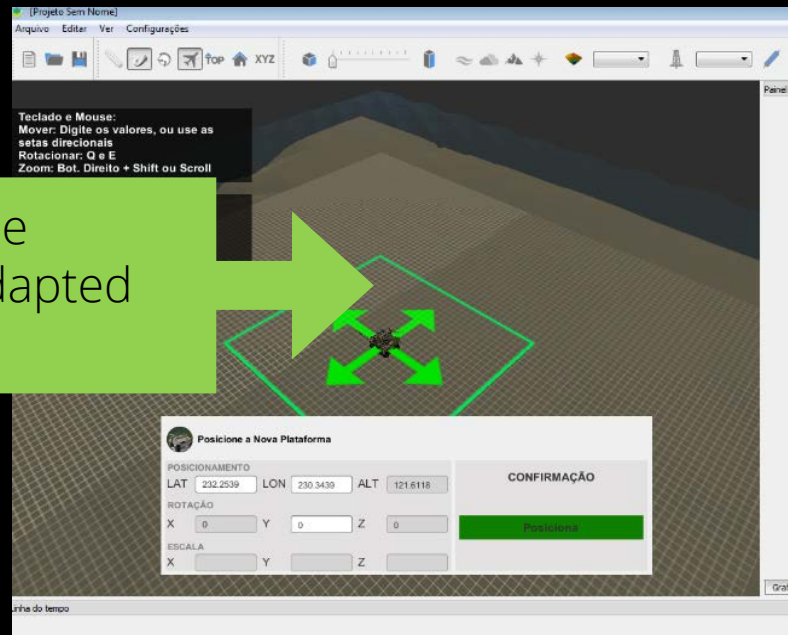 [Projeto Sem Nome]
Arquivo Editar Ver Configurações
TOP XYZ
Painel
Teclado e Mouse:
Mover: Digite os valores, ou use as
setas direcionais
Rotacionar: Q e E
Zoom: Bot. Direito + Shift ou Scroll
e
dapted
Posicione a Nova Plataforma
POSICIONAMENTO
LAT 232.2539 LON 230.3439 ALT 121.6118
ROTAÇÃO
X 0 Y 0 Z 0
ESCALA
X Y Z
CONFIRMAÇÃO
Posiciona
Graf
inha do tempo